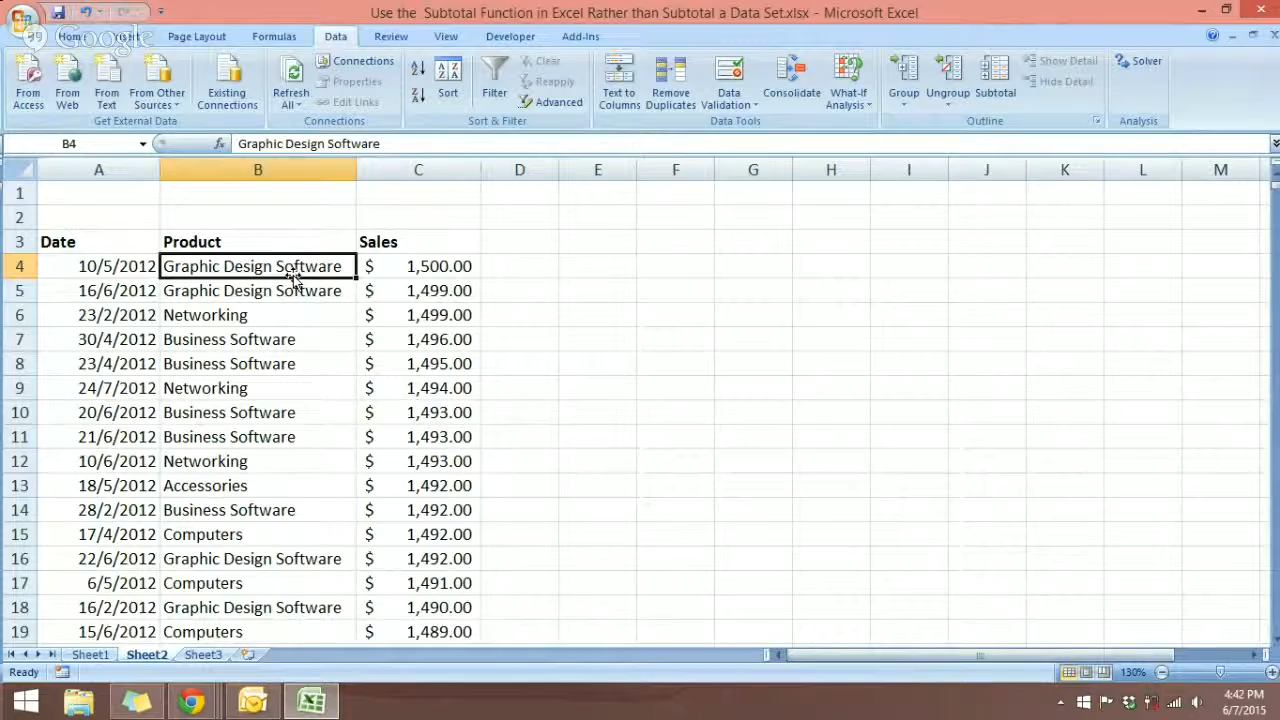 Use the  Subtotal Function in Excel Rather than Subtotal a Data Set.xlsx - Microsoft Excel
Google
Page Layout Formulas Data Review View Developer Add-Ins
From Access
From Web
From Text
From Other Sources
Existing Connections
Get External Data
Refresh All
Connections
Properties
Edit Links
Connections
Sort
Filter
Clear
Reapply
Advanced
Sort & Filter
Text to Columns
Remove Duplicates
Data Validation
Consolidate
What-If Analysis
Data Tools
Group
Ungroup
Subtotal
Show Detail
Hide Detail
Outline
Solver
Analysis
B4 fx Graphic Design Software
A B C D E F G H I J K L M
1
2
3 Date Product Sales
4 10/5/2012 Graphic Design Software $ 1,500.00
5 16/6/2012 Graphic Design Software $ 1,499.00
6 23/2/2012 Networking $ 1,499.00
7 30/4/2012 Business Software $ 1,496.00
8 23/4/2012 Business Software $ 1,495.00
9 24/7/2012 Networking $ 1,494.00
10 20/6/2012 Business Software $ 1,493.00
11 21/6/2012 Business Software $ 1,493.00
12 10/6/2012 Networking $ 1,493.00
13 18/5/2012 Accessories $ 1,492.00
14 28/2/2012 Business Software $ 1,492.00
15 17/4/2012 Computers $ 1,492.00
16 22/6/2012 Graphic Design Software $ 1,492.00
17 6/5/2012 Computers $ 1,491.00
18 16/2/2012 Graphic Design Software $ 1,490.00
19 15/6/2012 Computers $ 1,489.00
Sheet1 Sheet2 Sheet3
Ready 130%
4:42 PM
6/7/2015